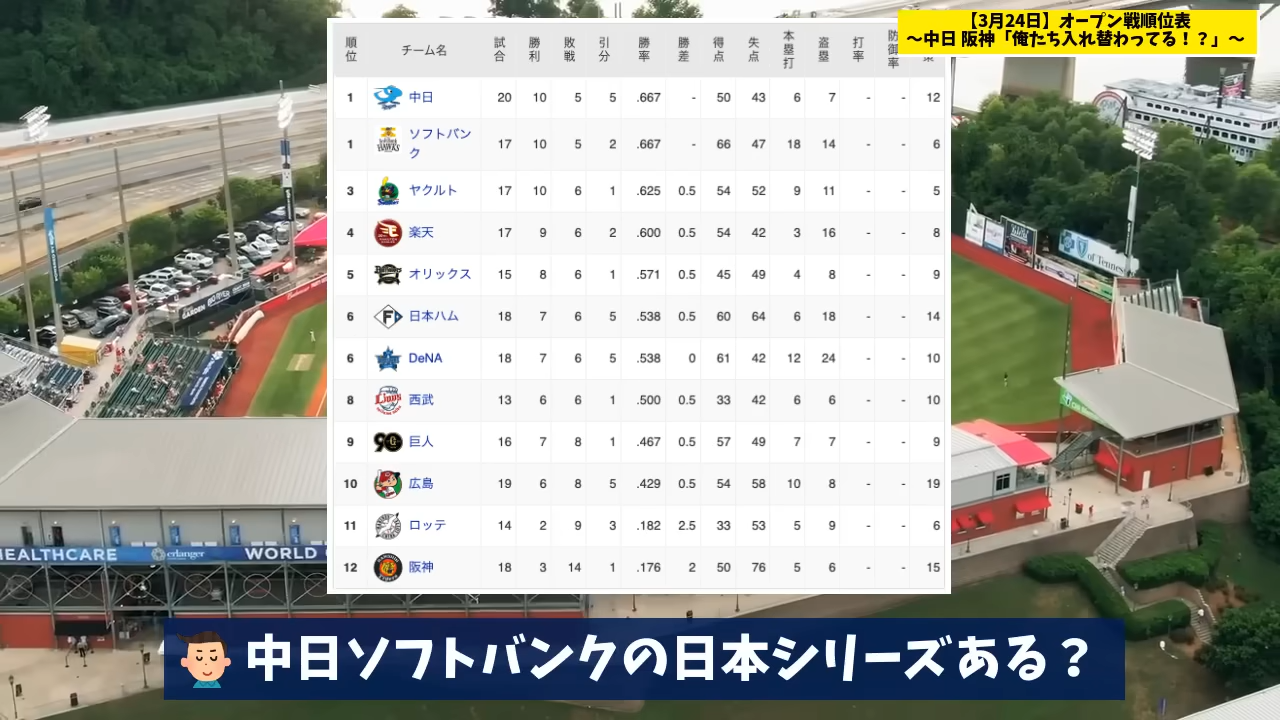 【3月24日】オープン戦順位表
〜中日 阪神「俺たち入れ替わってる！？」〜
順位 チーム名 試合 勝利 敗戦 引分 勝率 勝差 得点 失点 本塁打 盗塁 打率 防御率
1 中日 20 10 5 5 .667 - 50 43 6 7 - - 12
1 ソフトバンク 17 10 5 2 .667 - 66 47 18 14 - - 6
3 ヤクルト 17 10 6 1 .625 0.5 54 52 9 11 - - 5
4 楽天 17 9 6 2 .600 0.5 54 42 3 16 - - 8
5 オリックス 15 8 6 1 .571 0.5 45 49 4 8 - - 9
6 日本ハム 18 7 6 5 .538 0.5 60 64 6 18 - - 14
6 DeNA 18 7 6 5 .538 0 61 42 12 24 - - 10
8 西武 13 6 6 1 .500 0.5 33 42 6 6 - - 10
9 巨人 16 7 8 1 .467 0.5 57 49 7 7 - - 9
10 広島 19 6 8 5 .429 0.5 54 58 10 8 - - 19
11 ロッテ 14 2 9 3 .182 2.5 33 53 5 9 - - 6
12 阪神 18 3 14 1 .176 2 50 76 5 6 - - 15
EALTHCARE erlanger WORLD
中日ソフトバンクの日本シリーズある？